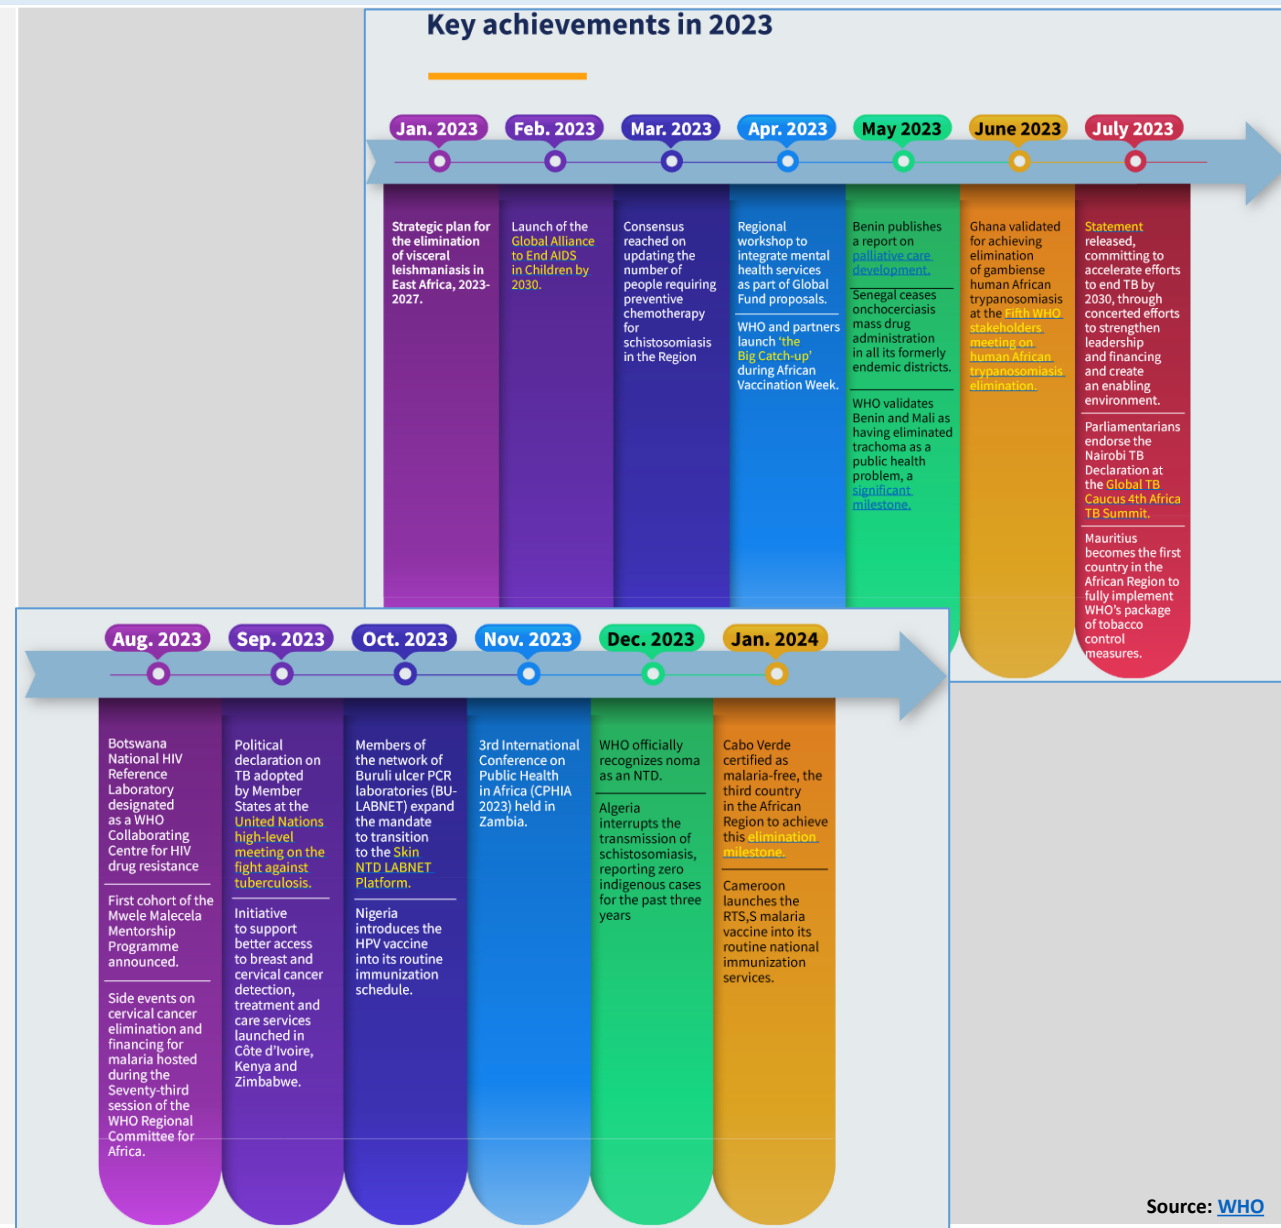 Key achievements in 2023
Jan. 2023
Strategic plan for
the elimination
of visceral
leishmaniasis in
East Africa, 2023-
2027.
Feb. 2023
Launch of the
Global Alliance
to End AIDS
in Children by
2030.
Mar. 2023
Consensus
reached on
updating the
number of
people requiring
preventive
chemotherapy
for
schistosomiasis
in the Region
Apr. 2023
Regional
workshop to
integrate mental
health services
as part of Global
Fund proposals.
WHO and partners
launch ‘the
Big Catch-up’
during African
Vaccination Week.
May 2023
Benin publishes
a report on
palliative care
development.
Senegal ceases
onchocerciasis
mass drug
administration
in all its formerly
endemic districts.
WHO validates
Benin and Mali as
having eliminated
trachoma as a
public health
problem, a
significant
milestone.
June 2023
Ghana validated
for achieving
elimination
of gambiense
human African
trypanosomiasis
at the Fifth WHO
stakeholders
meeting on
human African
trypanosomiasis
elimination.
July 2023
Statement
released,
committing to
accelerate efforts
to end TB by
2030, through
concerted efforts
to strengthen
leadership
and financing
and create
an enabling
environment.
Parliamentarians
endorse the
Nairobi TB
Declaration at
the Global TB
Caucus 4th Africa
TB Summit.
Mauritius
becomes the first
country in the
African Region to
fully implement
WHO’s package
of tobacco
control
measures.
Aug. 2023
Botswana
National HIV
Reference
Laboratory
designated
as a WHO
Collaborating
Centre for HIV
drug resistance
First cohort of the
Mwele Malecela
Mentorship
Programme
announced.
Side events on
cervical cancer
elimination and
financing for
malaria hosted
during the
Seventy-third
session of the
WHO Regional
Committee for
Africa.
Sep. 2023
Political
declaration on
TB adopted
by Member
States at the
United Nations
high-level
meeting on the
fight against
tuberculosis.
Initiative
to support
better access
to breast and
cervical cancer
detection,
treatment and
care services
launched in
Côte d’Ivoire,
Kenya and
Zimbabwe.
Oct. 2023
Members of
the network of
Buruli ulcer PCR
laboratories (BU-
LABNET) expand
the mandate
to transition
to the Skin
NTD LABNET
Platform.
Nigeria
introduces the
HPV vaccine
into its routine
immunization
schedule.
Nov. 2023
3rd International
Conference on
Public Health
in Africa (CPHIA
2023) held in
Zambia.
Dec. 2023
WHO officially
recognizes noma
as an NTD.
Algeria
interrupts the
transmission of
schistosomiasis,
reporting zero
indigenous cases
for the past three
years
Jan. 2024
Cabo Verde
certified as
malaria-free, the
third country
in the African
Region to achieve
this elimination
milestone.
Cameroon
launches the
RTS,S malaria
vaccine into its
routine national
immunization
services.
Source: WHO